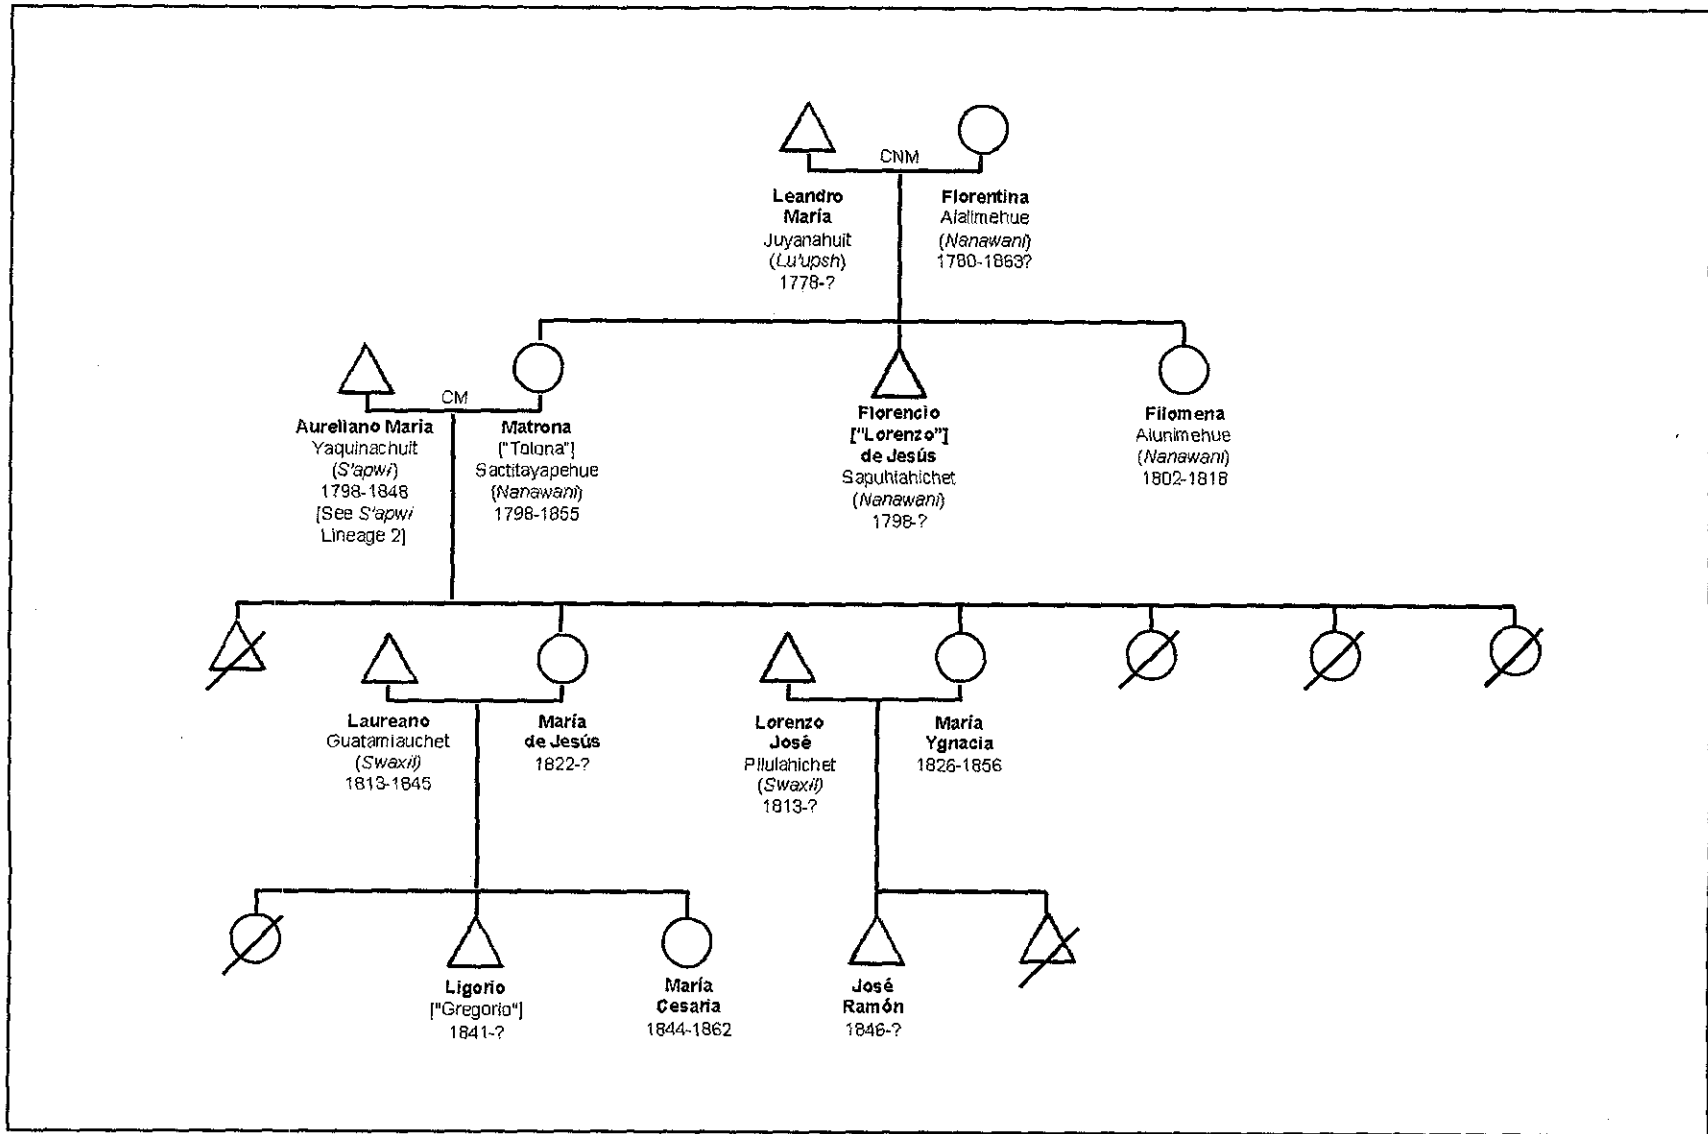 CNM
Leandro
María
Juyanahuit
(Lu'upsh)
1778-?
Florentina
Alalimehue
(Nanawani)
1780-1863?
CM
Aureliano Maria
Yaquinachuit
(S'apwi)
1798-1848
[See S'apwi
Lineage 2]
Matrona
["Tolona"]
Sactitayapehue
(Nanawani)
1798-1855
Florencio
["Lorenzo"]
de Jesús
Sapuhiahichet
(Nanawani)
1798-?
Filomena
Alunimehue
(Nanawani)
1802-1818
Laureano
Guatamiauchet
(Swaxil)
1813-1845
María
de Jesús
1822-?
Lorenzo
José
Pilulahichet
(Swaxil)
1813-?
María
Ygnacia
1826-1856
Ligorio
["Gregorio"]
1841-?
María
Cesaria
1844-1862
José
Ramón
1846-?